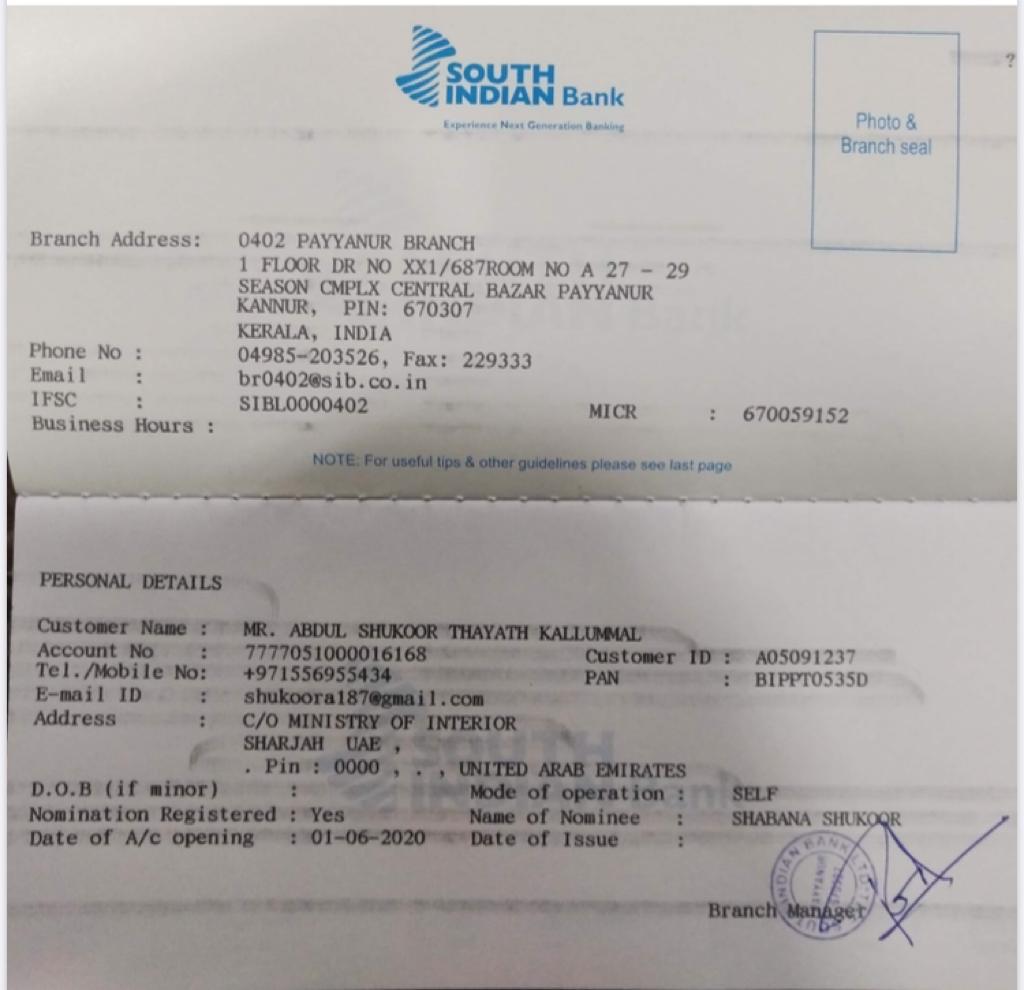 SOUTH
INDIAN Bank
Experience Next Generation Banking
?
Photo &
Branch seal
Branch Address: 0402 PAYYANUR BRANCH
1 FLOOR DR NO XX1/687ROOM NO A 27 - 29
SEASON CMPLX CENTRAL BAZAR PAYYANUR
KANNUR, PIN: 670307
KERALA, INDIA
Phone No : 04985-203526, Fax: 229333
Email : br0402@sib.co.in
IFSC : SIBL0000402 MICR : 670059152
Business Hours :
NOTE: For useful tips & other guidelines please see last page
PERSONAL DETAILS
Customer Name : MR. ABDUL SHUKOOR THAYATH KALLUMMAL
Account No : 7777051000016168 Customer ID : A05091237
Tel./Mobile No: +971556955434 PAN : BIPPT0535D
E-mail ID : shukoora187@gmail.com
Address : C/O MINISTRY OF INTERIOR
SHARJAH UAE ,
. Pin : 0000 , . , UNITED ARAB EMIRATES
D.O.B (if minor) : Mode of operation : SELF
Nomination Registered : Yes Name of Nominee : SHABANA SHUKOOR
Date of A/c opening : 01-06-2020 Date of Issue :
Branch Manager